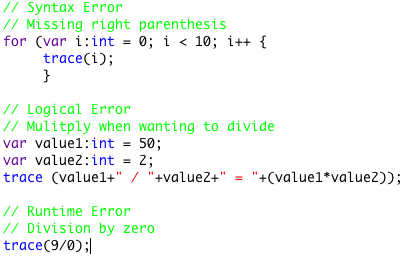 // Syntax Error
// Missing right parenthesis
for (var i:int = 0; i < 10; i++ {
     trace(i);
     }

// Logical Error
// Mulitply when wanting to divide
var value1:int = 50;
var value2:int = 2;
trace (value1+" / "+value2+" = "+(value1*value2));

// Runtime Error
// Division by zero
trace(9/0);